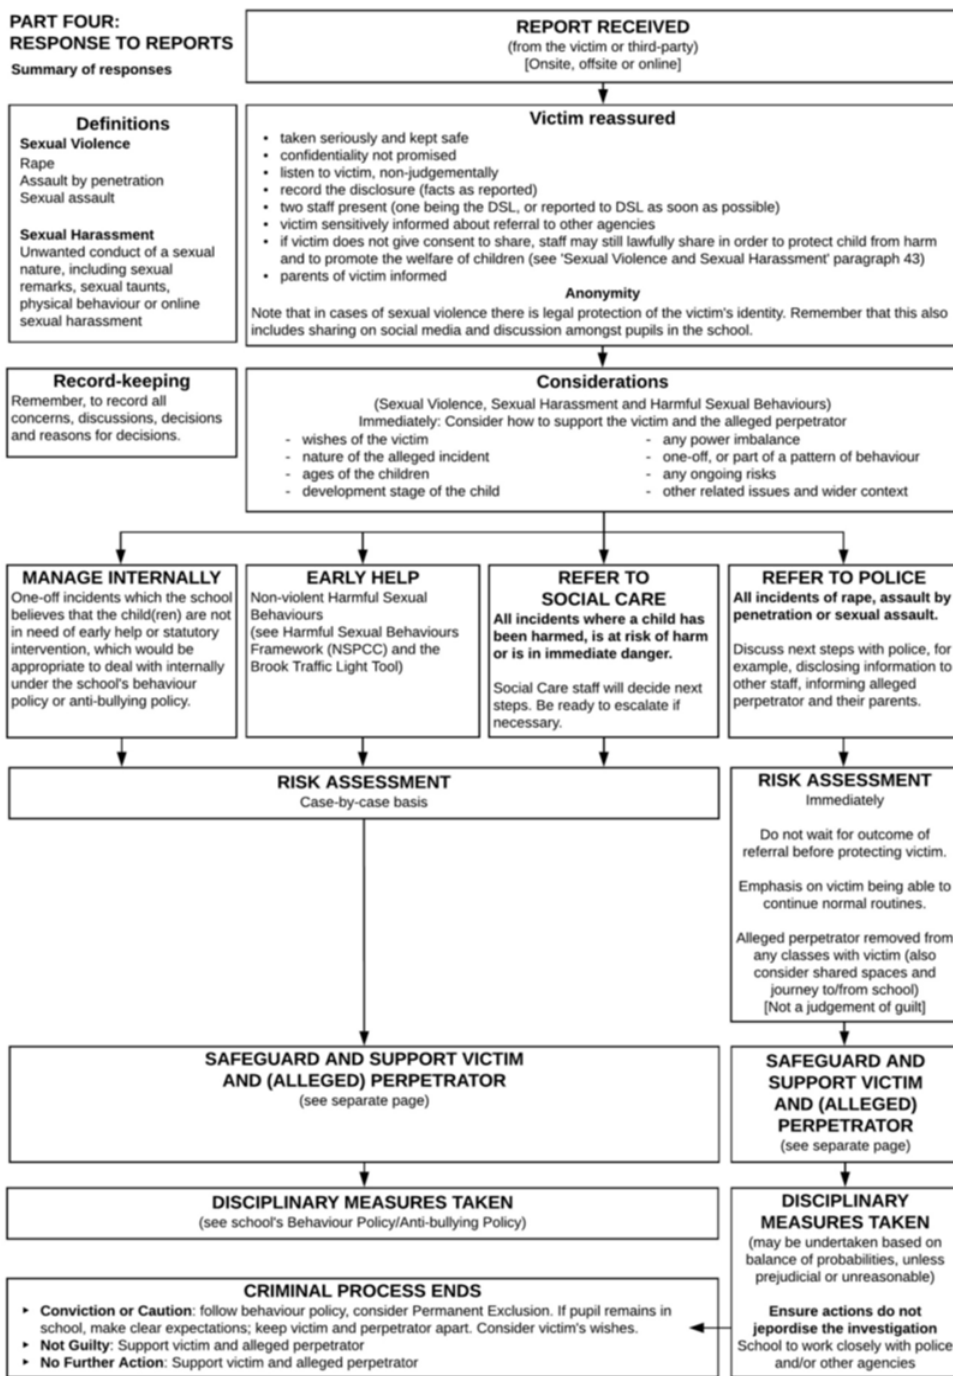 PART FOUR:
RESPONSE TO REPORTS
Summary of responses
REPORT RECEIVED
(from the victim or third-party)
[Onsite, offsite or online]
Definitions
Sexual Violence
Rape
Assault by penetration
Sexual assault
Sexual Harassment
Unwanted conduct of a sexual
nature, including sexual
remarks, sexual taunts,
physical behaviour or online
sexual harassment
Victim reassured
• taken seriously and kept safe
• confidentiality not promised
• listen to victim, non-judgementally
• record the disclosure (facts as reported)
• two staff present (one being the DSL, or reported to DSL as soon as possible)
• victim sensitively informed about referral to other agencies
• if victim does not give consent to share, staff may still lawfully share in order to protect child from harm
and to promote the welfare of children (see 'Sexual Violence and Sexual Harassment' paragraph 43)
• parents of victim informed
Anonymity
Note that in cases of sexual violence there is legal protection of the victim's identity. Remember that this also
includes sharing on social media and discussion amongst pupils in the school.
Record-keeping
Remember, to record all
concerns, discussions, decisions
and reasons for decisions.
Considerations
(Sexual Violence, Sexual Harassment and Harmful Sexual Behaviours)
Immediately: Consider how to support the victim and the alleged perpetrator
- wishes of the victim
- nature of the alleged incident
- ages of the children
- development stage of the child
- any power imbalance
- one-off, or part of a pattern of behaviour
- any ongoing risks
- other related issues and wider context
MANAGE INTERNALLY
One-off incidents which the school
believes that the child(ren) are not
in need of early help or statutory
intervention, which would be
appropriate to deal with internally
under the school's behaviour
policy or anti-bullying policy.
EARLY HELP
Non-violent Harmful Sexual
Behaviours
(see Harmful Sexual Behaviours
Framework (NSPCC) and the
Brook Traffic Light Tool)
REFER TO
SOCIAL CARE
All incidents where a child has
been harmed, is at risk of harm
or is in immediate danger.
Social Care staff will decide next
steps. Be ready to escalate if
necessary.
REFER TO POLICE
All incidents of rape, assault by
penetration or sexual assault.
Discuss next steps with police, for
example, disclosing information to
other staff, informing alleged
perpetrator and their parents.
RISK ASSESSMENT
Case-by-case basis
RISK ASSESSMENT
Immediately
Do not wait for outcome of
referral before protecting victim.
Emphasis on victim being able to
continue normal routines.
Alleged perpetrator removed from
any classes with victim (also
consider shared spaces and
journey to/from school)
[Not a judgement of guilt]
SAFEGUARD AND SUPPORT VICTIM
AND (ALLEGED) PERPETRATOR
(see separate page)
SAFEGUARD AND
SUPPORT VICTIM
AND (ALLEGED)
PERPETRATOR
(see separate page)
DISCIPLINARY MEASURES TAKEN
(see school's Behaviour Policy/Anti-bullying Policy)
DISCIPLINARY
MEASURES TAKEN
(may be undertaken based on
balance of probabilities, unless
prejudicial or unreasonable)
Ensure actions do not
jepordise the investigation
School to work closely with police
and/or other agencies
CRIMINAL PROCESS ENDS
‣ Conviction or Caution: follow behaviour policy, consider Permanent Exclusion. If pupil remains in
school, make clear expectations; keep victim and perpetrator apart. Consider victim's wishes.
‣ Not Guilty: Support victim and alleged perpetrator
‣ No Further Action: Support victim and alleged perpetrator